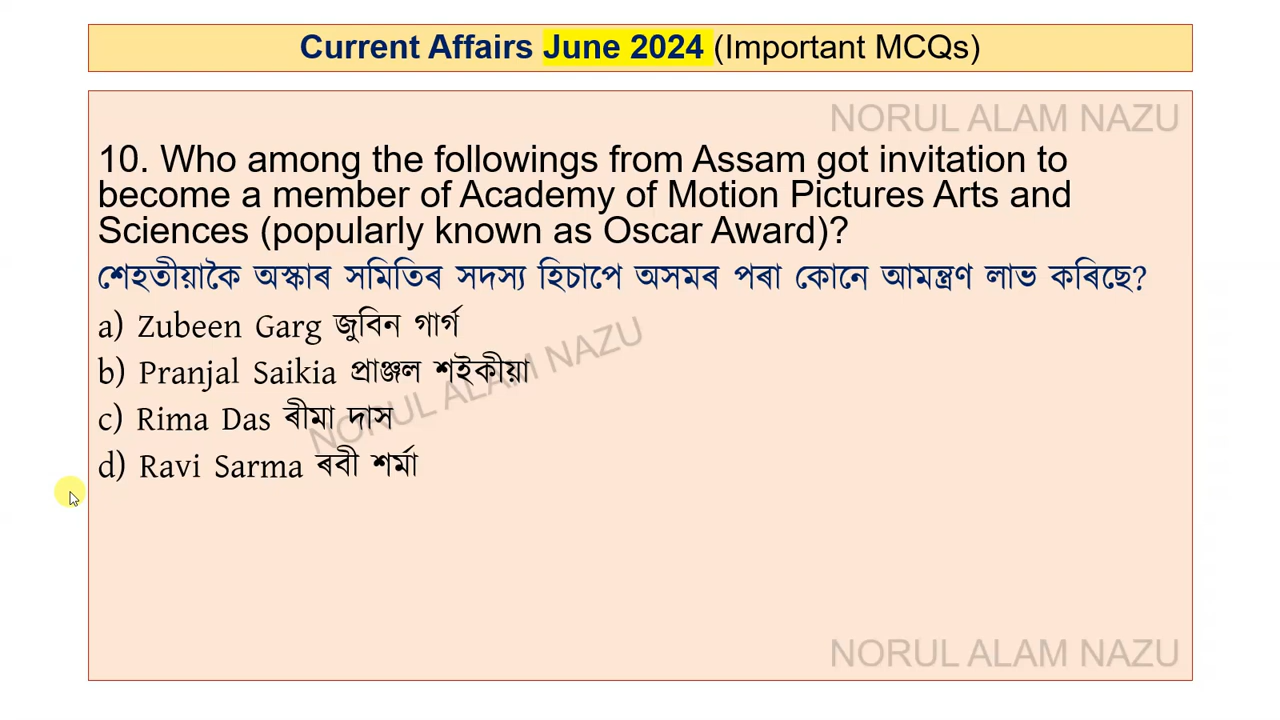 Current Affairs June 2024 (Important MCQs)
NORUL ALAM NAZU
10. Who among the followings from Assam got invitation to
become a member of Academy of Motion Pictures Arts and
Sciences (popularly known as Oscar Award)?
শেহতীয়াকৈ অস্কাৰ সমিতিৰ সদস্য হিচাপে অসমৰ পৰা কোনে আমন্ত্ৰণ লাভ কৰিছে?
a) Zubeen Garg জুবিন গাৰ্গ
b) Pranjal Saikia প্ৰাঞ্জল শইকীয়া
c) Rima Das ৰীমা দাস
d) Ravi Sarma ৰবী শৰ্মা
NORUL ALAM NAZU
NORUL ALAM NAZU